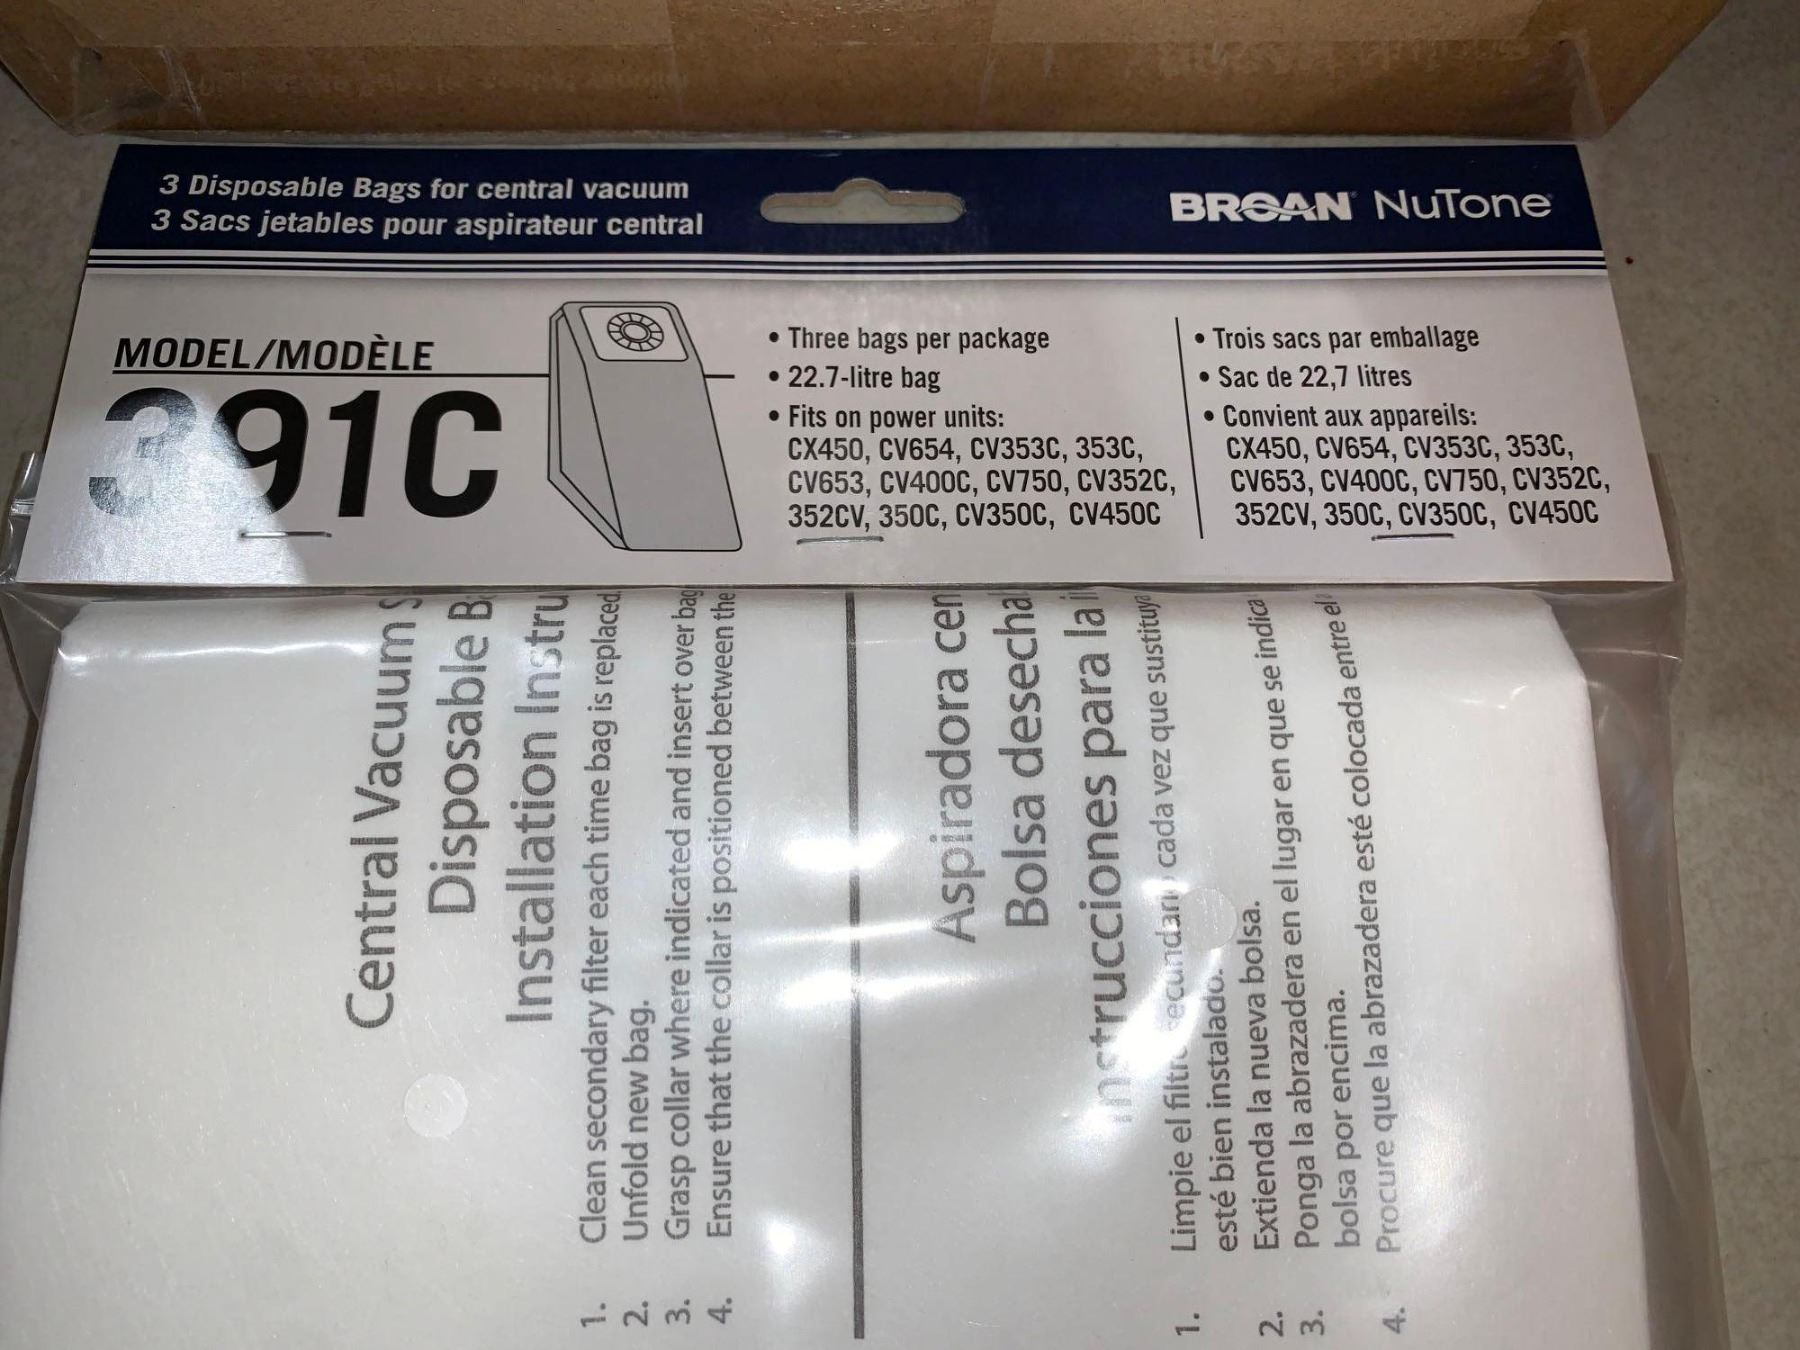 3 Disposable Bags for central vacuum
3 Sacs jetables pour aspirateur central
BROAN NuTone
MODEL/MODÈLE
391C
• Three bags per package
• 22.7-litre bag
• Fits on power units:
CX450, CV654, CV353C, 353C,
CV653, CV400C, CV750, CV352C,
352CV, 350C, CV350C, CV450C
• Trois sacs par emballage
• Sac de 22,7 litres
• Convient aux appareils:
CX450, CV654, CV353C, 353C,
CV653, CV400C, CV750, CV352C,
352CV, 350C, CV350C, CV450C
Central Vacuum
Disposable
Installation
1. Clean secondary filter each time bag is replaced.
2. Unfold new bag.
3. Grasp collar where indicated and insert over bag
4. Ensure that the collar is positioned between the
Aspiradora
Bolsa
Instrucciones para la
1. Limpie el filtro secundario cada vez que sustituya
esté bien instalado.
2. Extienda la nueva bolsa.
3. Ponga la abrazadera en el lugar en que se indica
bolsa por encima.
4. Procure que la abrazadera esté colocada entre el